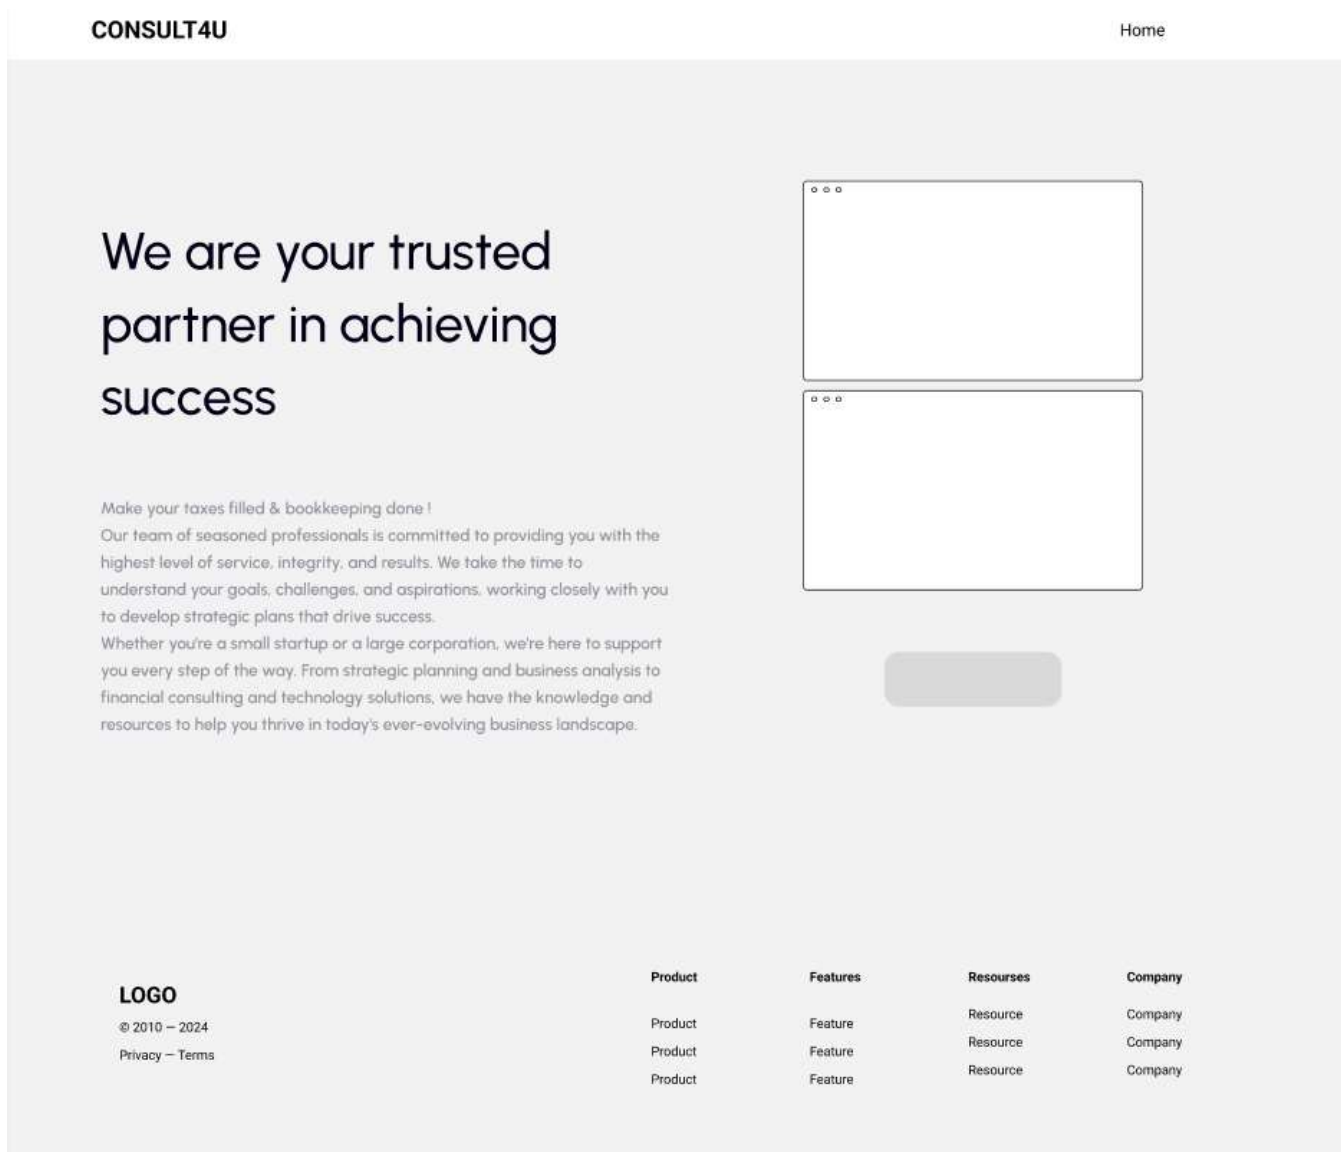 CONSULT4U
Home
We are your trusted
partner in achieving
success
Make your taxes filled & bookkeeping done !
Our team of seasoned professionals is committed to providing you with the
highest level of service, integrity, and results. We take the time to
understand your goals, challenges, and aspirations, working closely with you
to develop strategic plans that drive success.
Whether you're a small startup or a large corporation, we're here to support
you every step of the way. From strategic planning and business analysis to
financial consulting and technology solutions, we have the knowledge and
resources to help you thrive in today's ever-evolving business landscape.
LOGO
© 2010 — 2024
Privacy — Terms
Product
Product
Product
Product
Features
Feature
Feature
Feature
Resourses
Resource
Resource
Resource
Company
Company
Company
Company